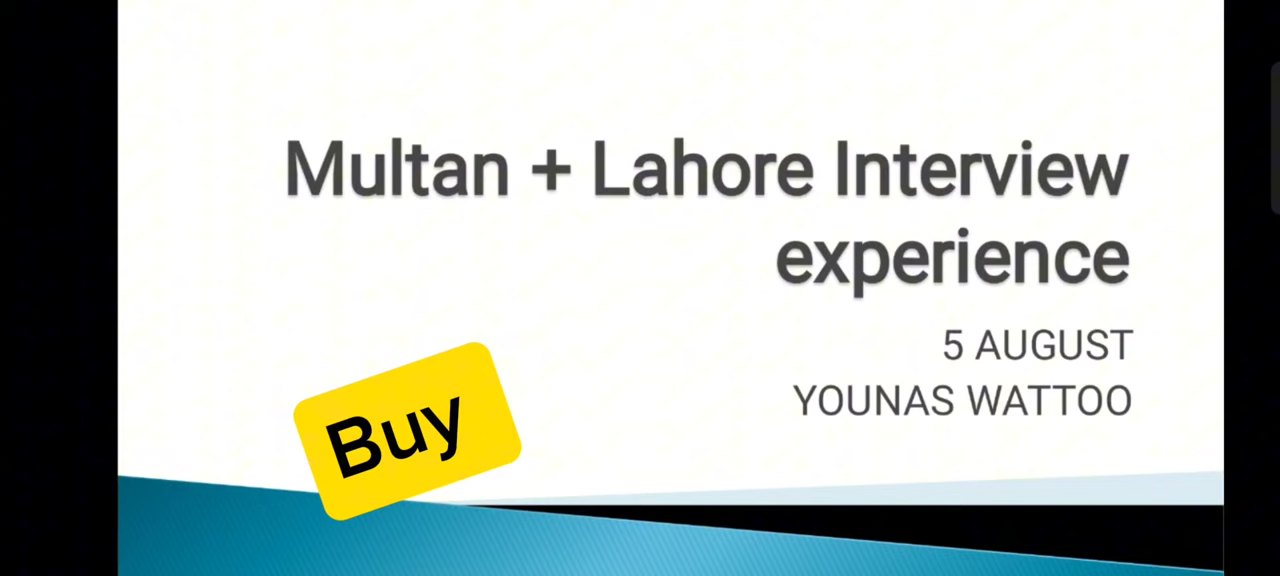 Multan + Lahore Interview
experience
5 AUGUST
YOUNAS WATTOO
Buy